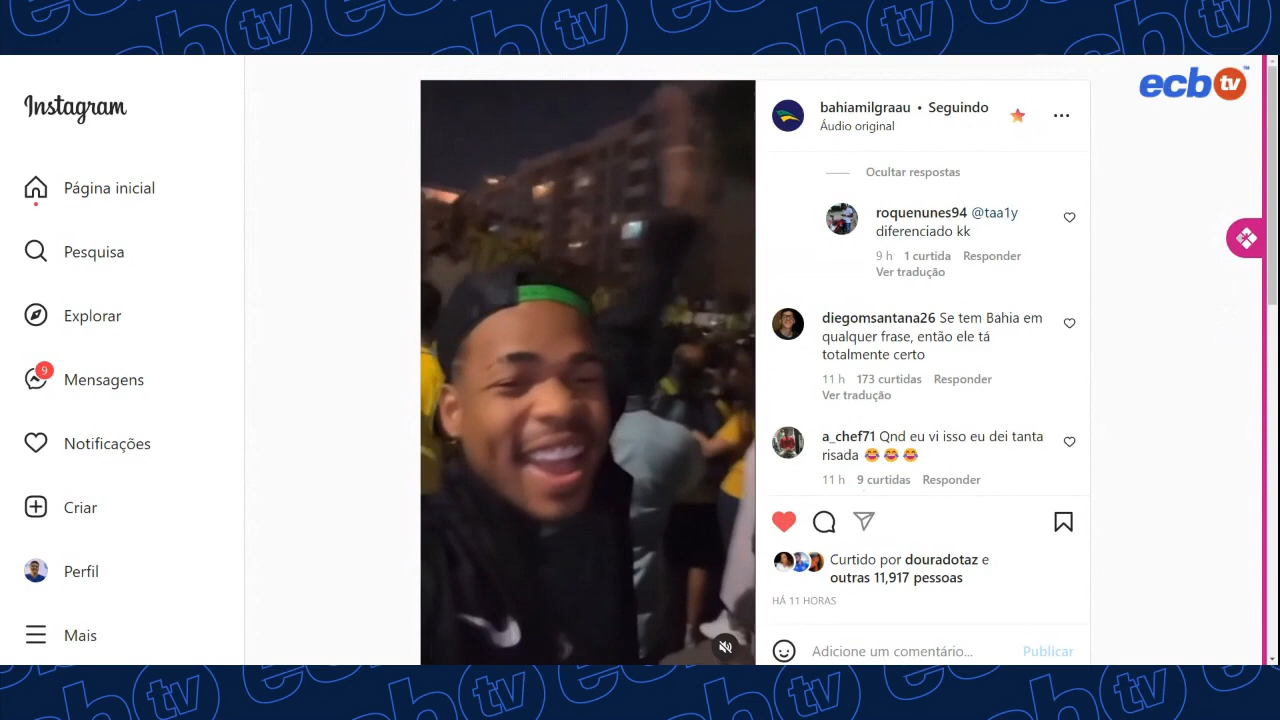 ecb tv
Instagram
Página inicial
Pesquisa
Explorar
9
Mensagens
Notificações
Criar
Perfil
Mais
bahiamilgraau • Seguindo
Áudio original
Ocultar respostas
roquenunes94 @taa1y
diferenciado kk
9 h 1 curtida Responder
Ver tradução
diegomsantana26 Se tem Bahia em
qualquer frase, então ele tá
totalmente certo
11 h 173 curtidas Responder
Ver tradução
a_chef71 Qnd eu vi isso eu dei tanta
risada 😂😂😂
11 h 9 curtidas Responder
Curtido por douradotaz e
outras 11,917 pessoas
HÁ 11 HORAS
Adicione um comentário... Publicar